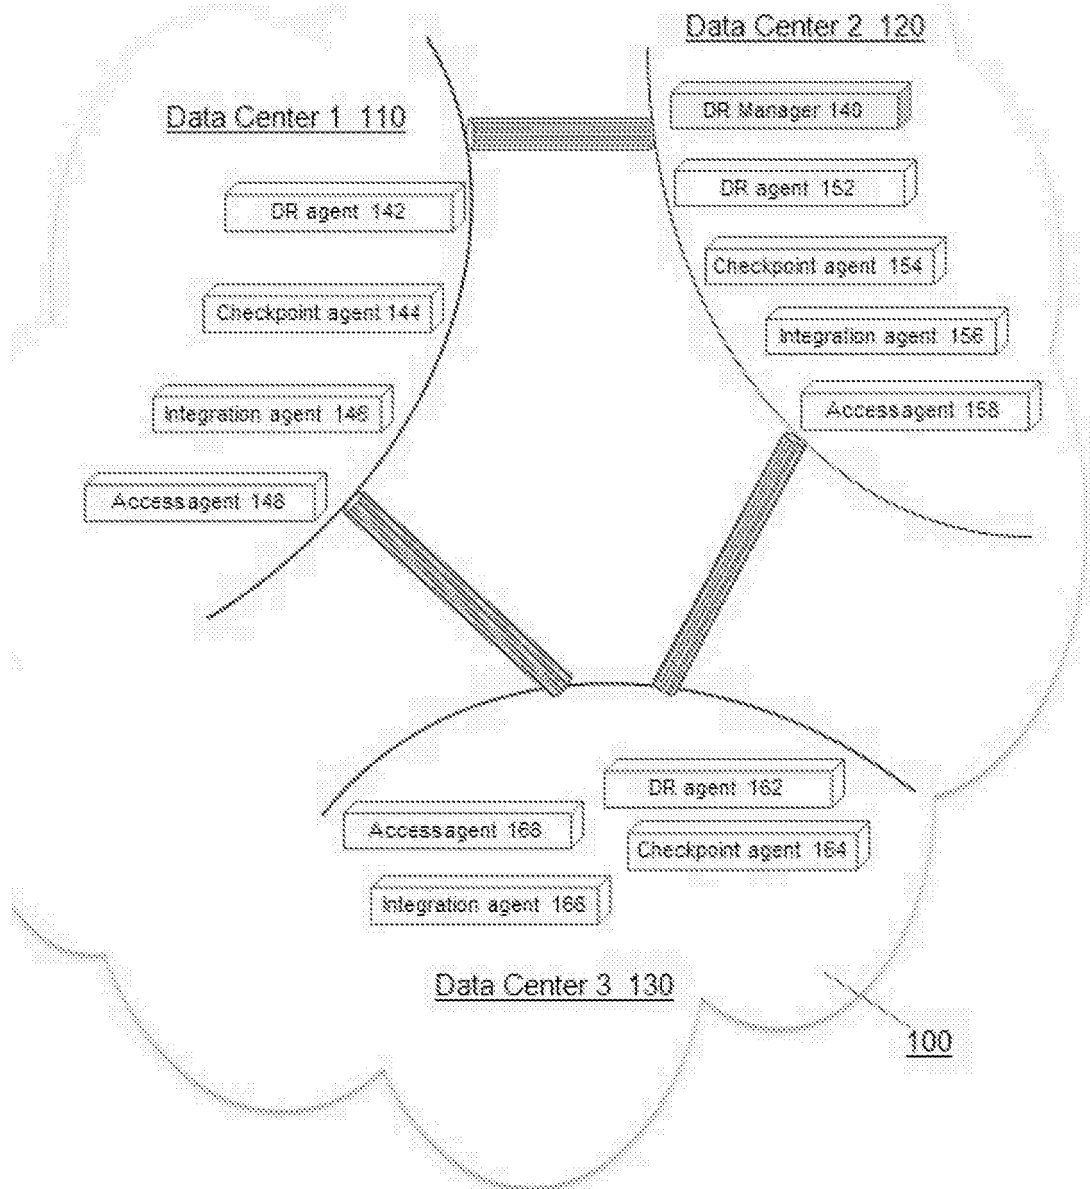 Data Center 2 120
DR Manager 140
Data Center 1 110
DR agent 152
DR agent 142
Checkpoint agent 154
Checkpoint agent 144
Integration agent 156
Integration agent 146
Access agent 158
Access agent 148
DR agent 162
Access agent 168
Checkpoint agent 164
Integration agent 166
Data Center 3 130
100